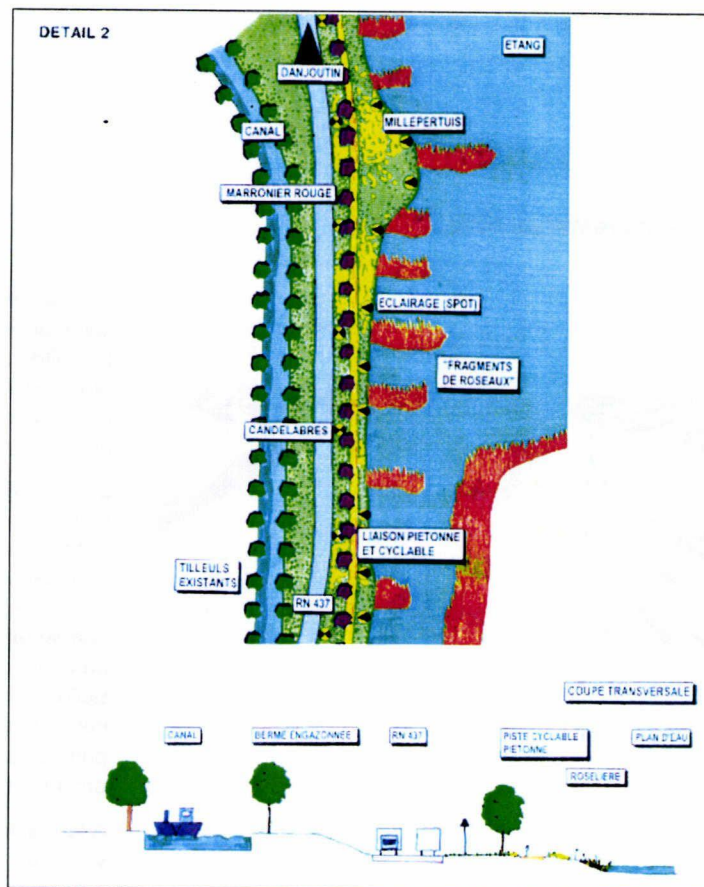 DETAIL 2
ETANG
DANJOUTIN
MILLEPERTUIS
CANAL
MARRONIER ROUGE
ECLAIRAGE (SPOT)
"FRAGMENTS
DE ROSEAUX"
CANDELABRES
LIAISON PIETONNE
ET CYCLABLE
TILLEULS
EXISTANTS
RN 437
COUPE TRANSVERSALE
CANAL
BERME ENGAZONNÉE
RN 437
PISTE CYCLABLE
PIETONNE
PLAN D'EAU
ROSELIERE